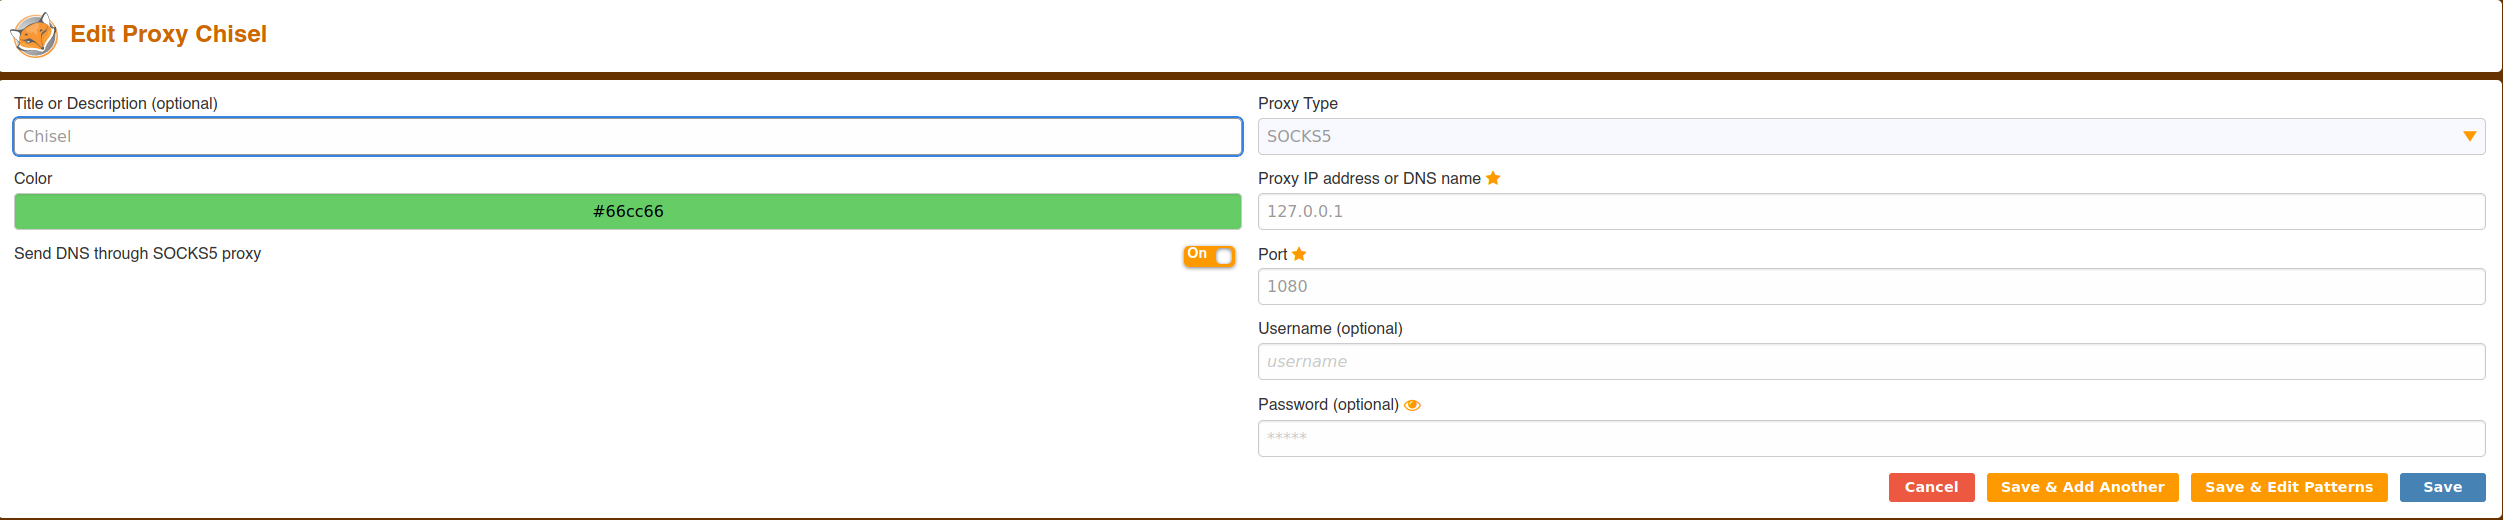 Edit Proxy Chisel
Title or Description (optional)
Chisel
Color
#66cc66
Send DNS through SOCKS5 proxy
On
Proxy Type
SOCKS5
Proxy IP address or DNS name
127.0.0.1
Port
1080
Username (optional)
username
Password (optional)
*****
Cancel
Save & Add Another
Save & Edit Patterns
Save